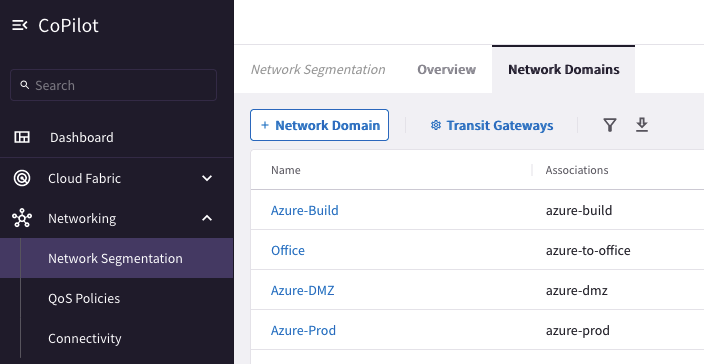 CoPilot
Search
Dashboard
Cloud Fabric
Networking
Network Segmentation
QoS Policies
Connectivity
Network Segmentation Overview Network Domains
+ Network Domain Transit Gateways
Name Associations
Azure-Build azure-build
Office azure-to-office
Azure-DMZ azure-dmz
Azure-Prod azure-prod